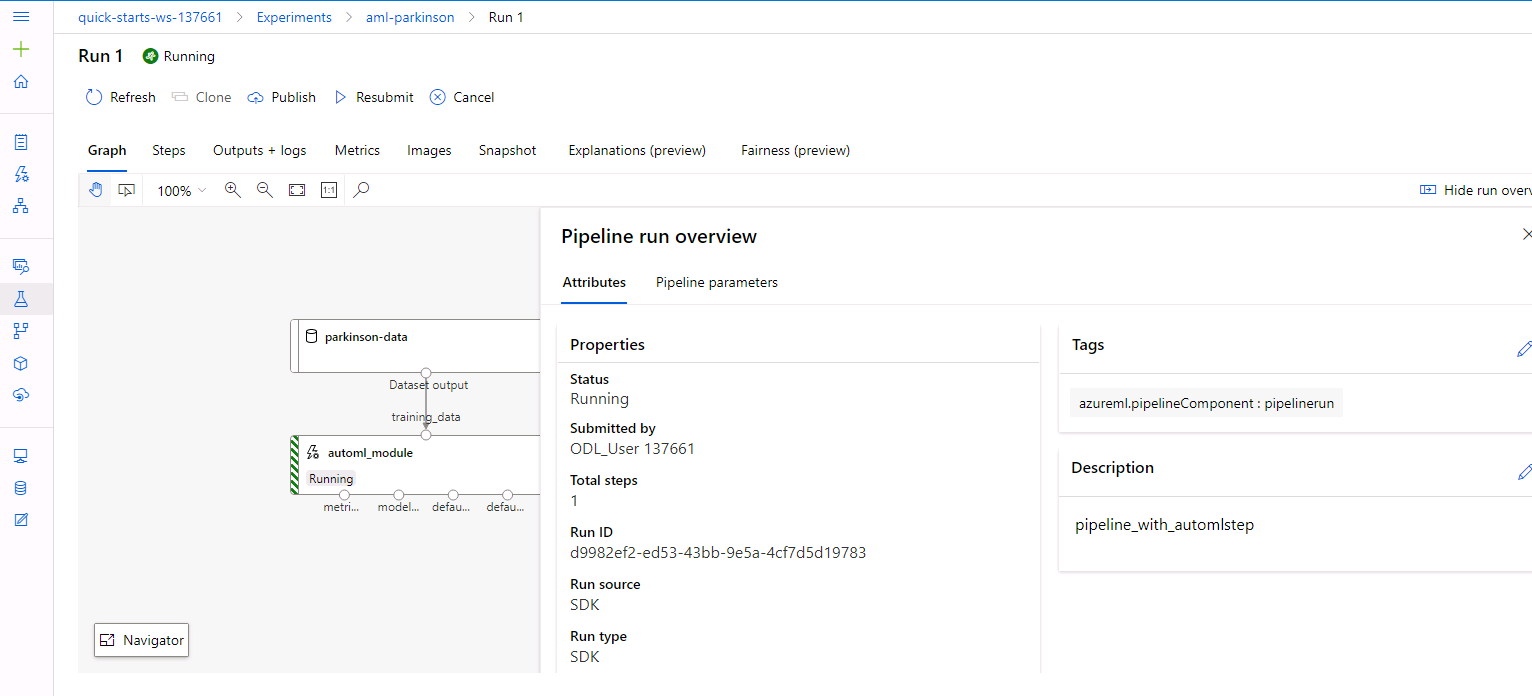 quick-starts-ws-137661 > Experiments > aml-parkinson > Run 1
Run 1 Running
Refresh Clone Publish Resubmit Cancel
Graph Steps Outputs + logs Metrics Images Snapshot Explanations (preview) Fairness (preview)
100% 1:1 Hide run overv
parkinson-data
Dataset output
training_data
automl_module
Running
metri... model... defau... defau...
Navigator
Pipeline run overview
Attributes Pipeline parameters
Properties
Status
Running
Submitted by
ODL_User 137661
Total steps
1
Run ID
d9982ef2-ed53-43bb-9e5a-4cf7d5d19783
Run source
SDK
Run type
SDK
Tags
azureml.pipelineComponent : pipelinerun
Description
pipeline_with_automlstep